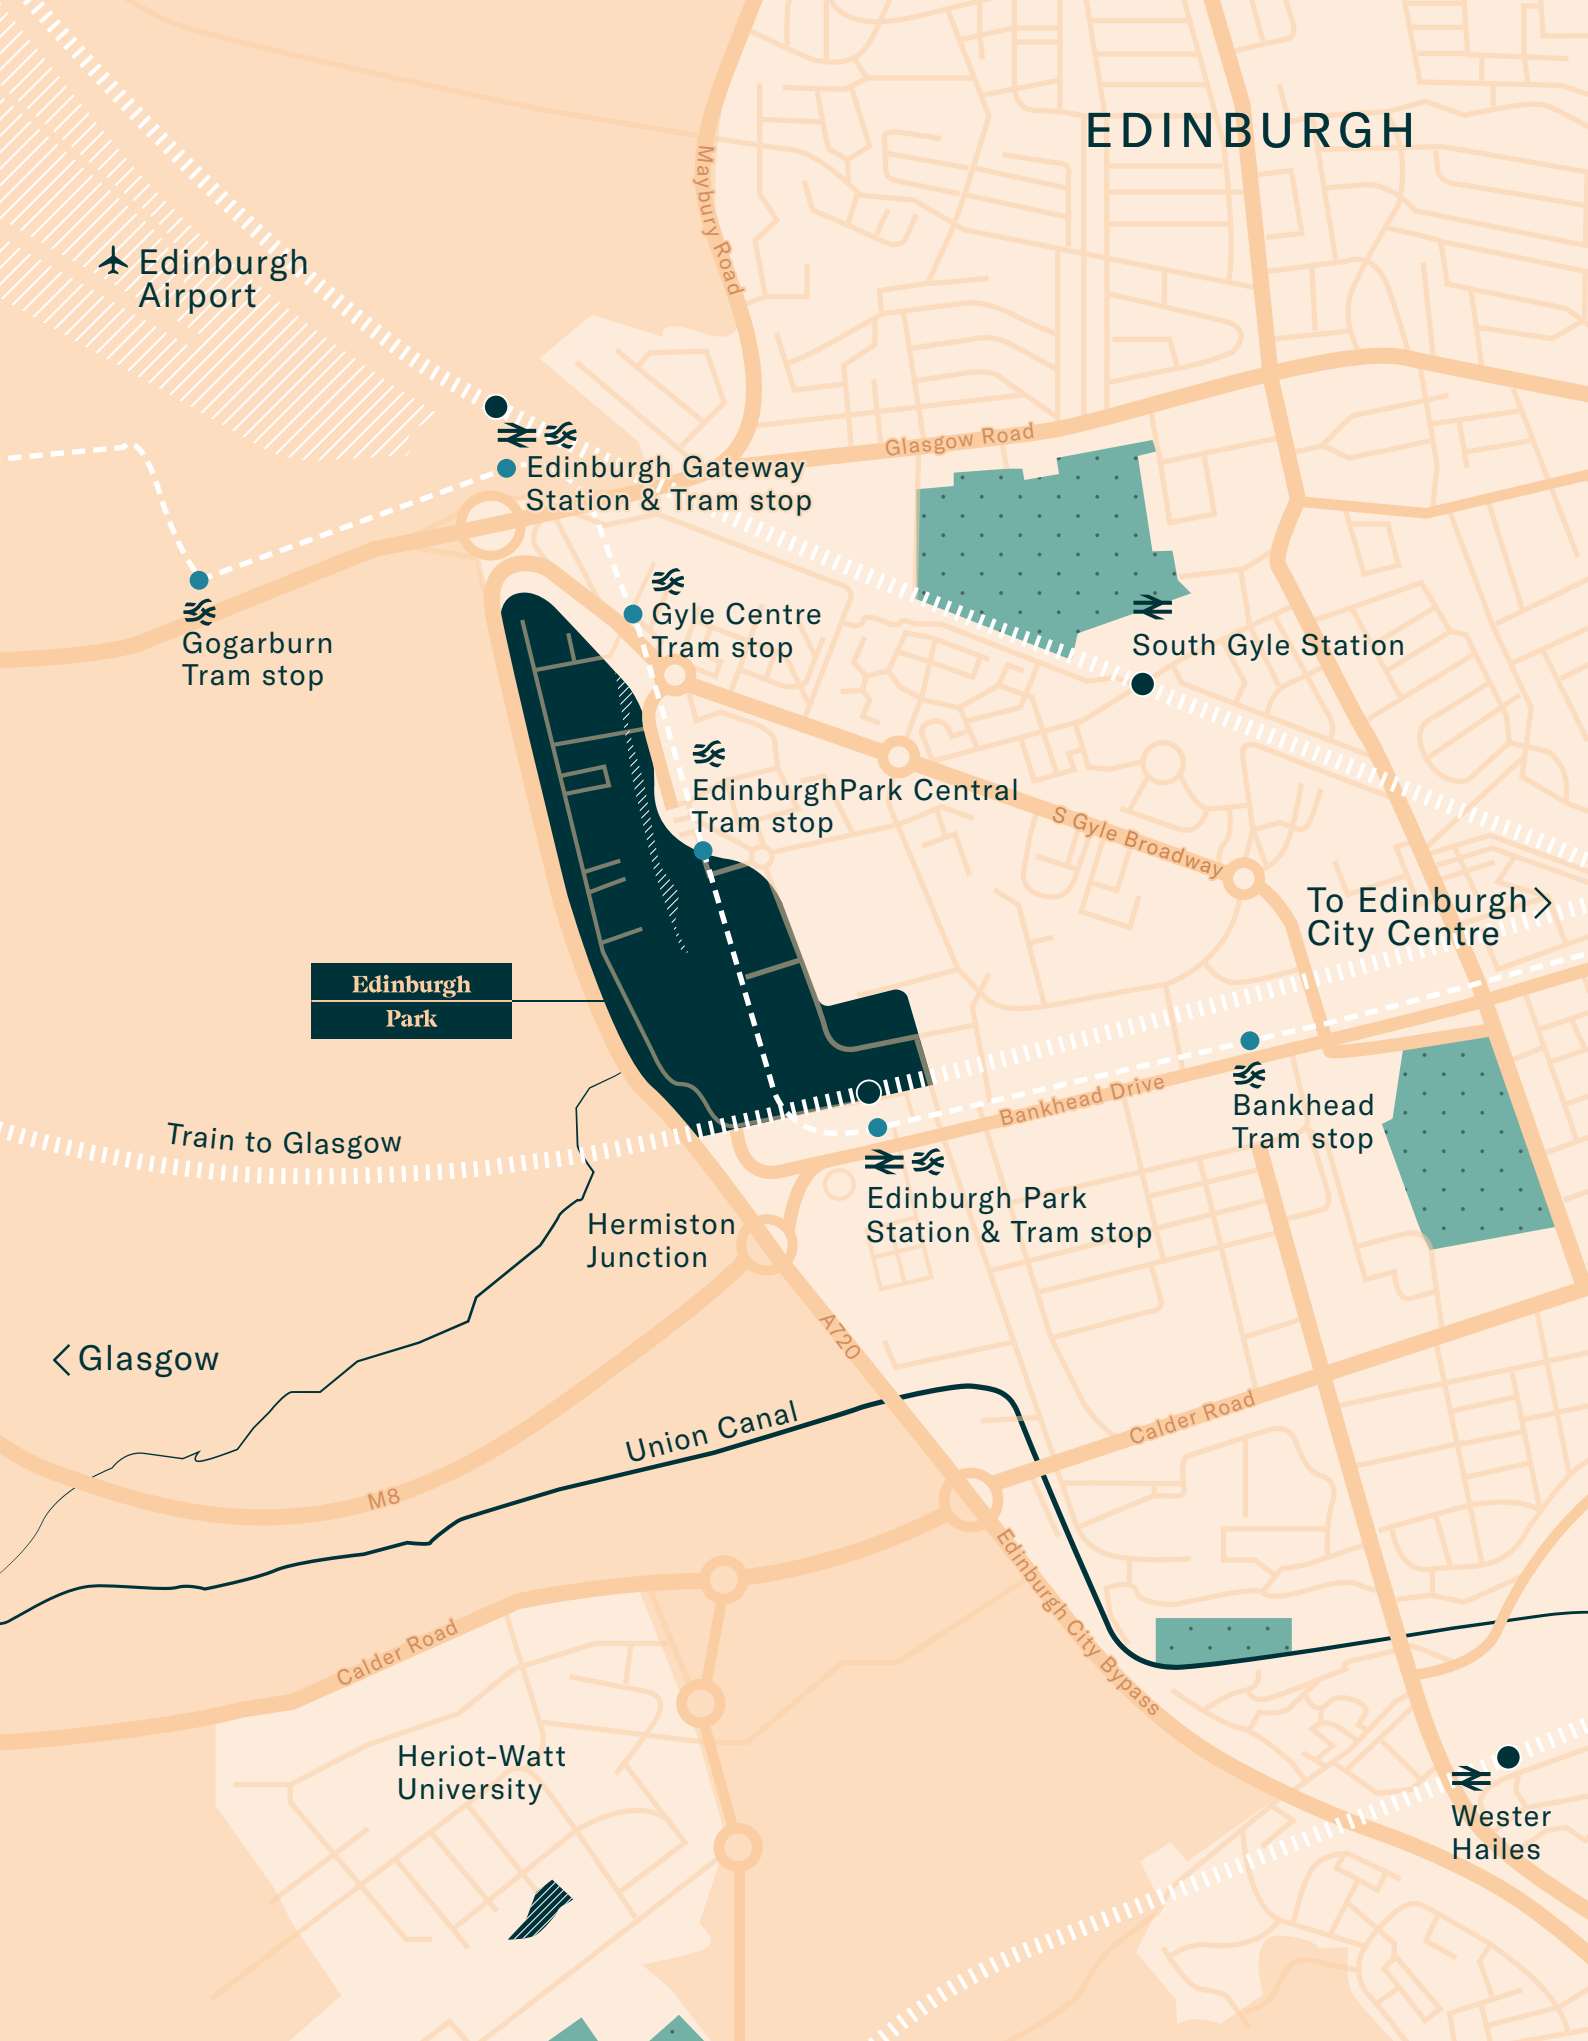 EDINBURGH
Maybury Road
Edinburgh
Airport
Glasgow Road
Edinburgh Gateway
Station & Tram stop
Gyle Centre
Tram stop
Gogarburn
Tram stop
South Gyle Station
EdinburghPark Central
Tram stop
S Gyle Broadway
To Edinburgh
City Centre
Edinburgh
Park
Bankhead Drive
Bankhead
Tram stop
Train to Glasgow
Edinburgh Park
Station & Tram stop
Hermiston
Junction
A720
Glasgow
Union Canal
Calder Road
M8
Edinburgh City Bypass
Calder Road
Heriot-Watt
University
Wester
Hailes